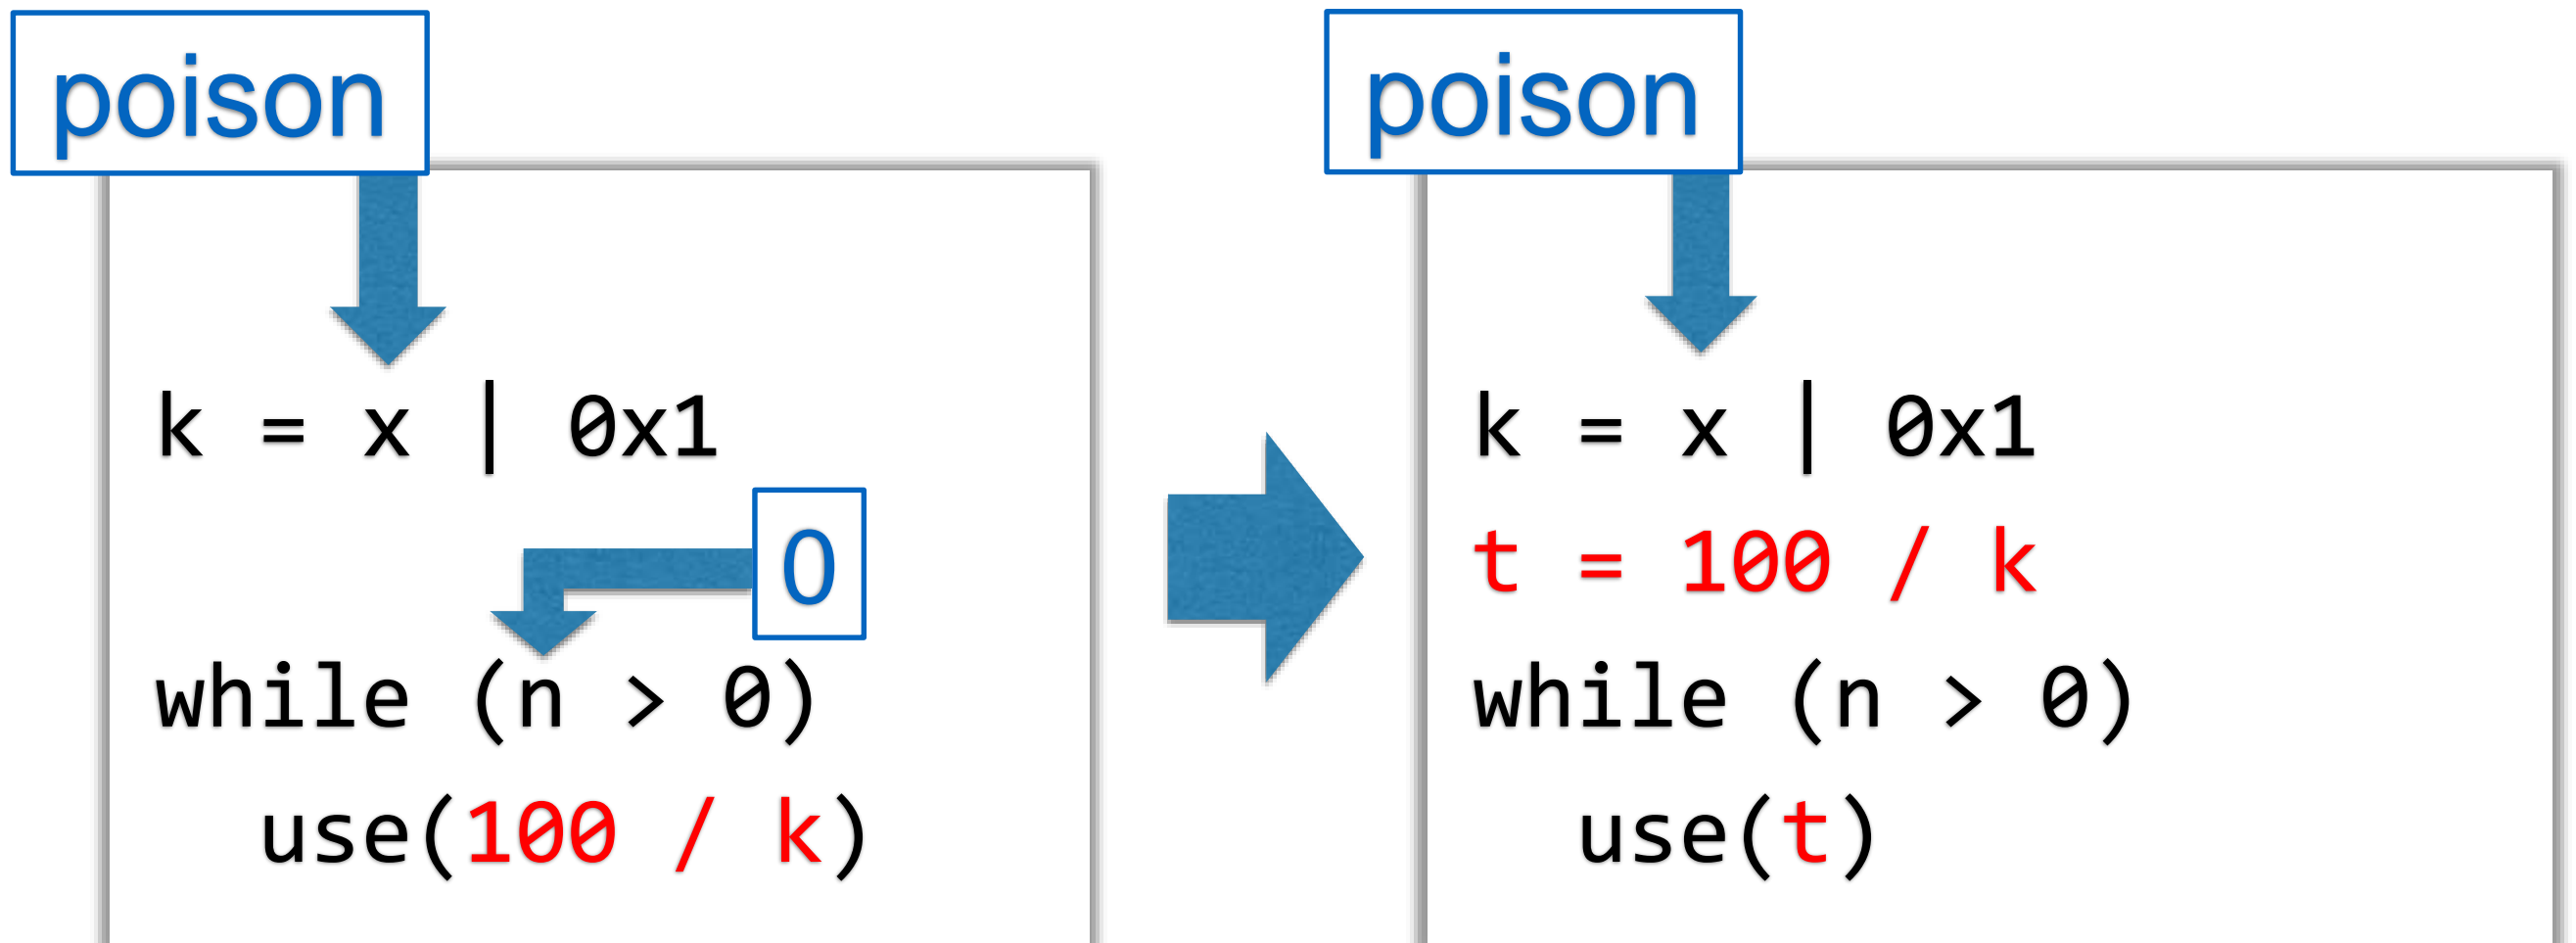 poison
k = x | 0x1
0
while (n > 0)
use(100 / k)
poison
k = x | 0x1
t = 100 / k
while (n > 0)
use(t)